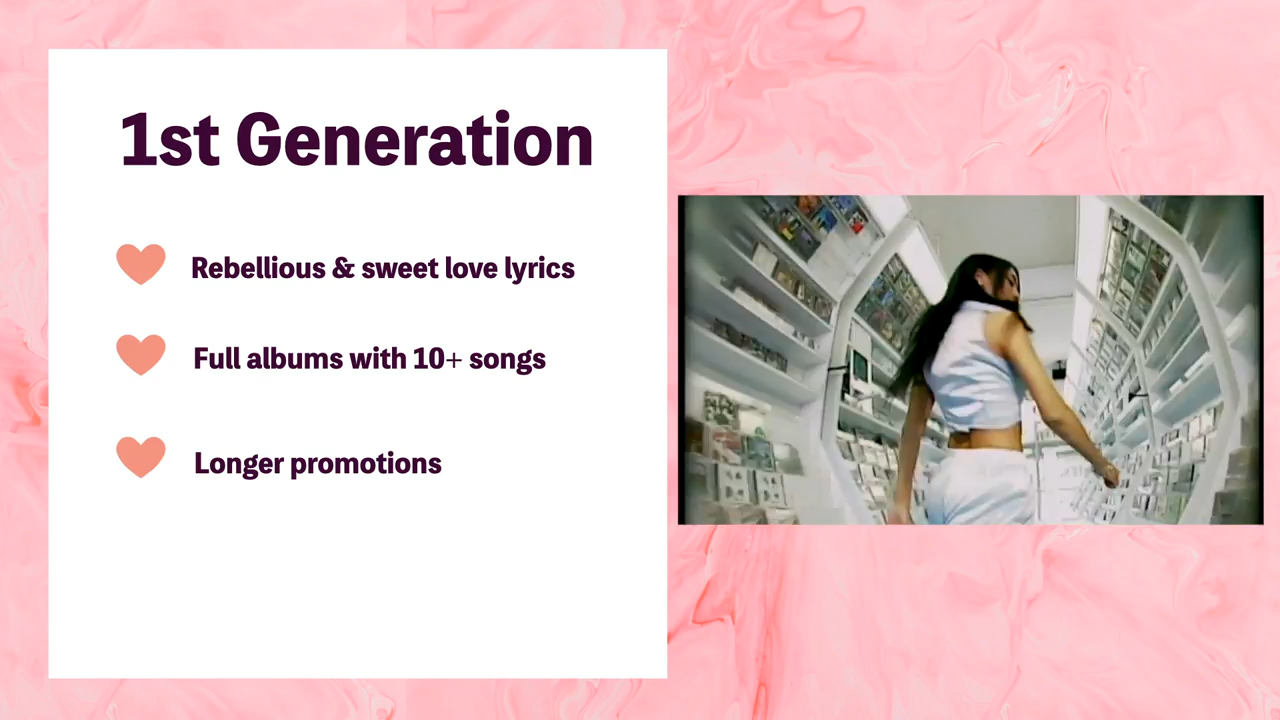 1st Generation
Rebellious & sweet love lyrics
Full albums with 10+ songs
Longer promotions